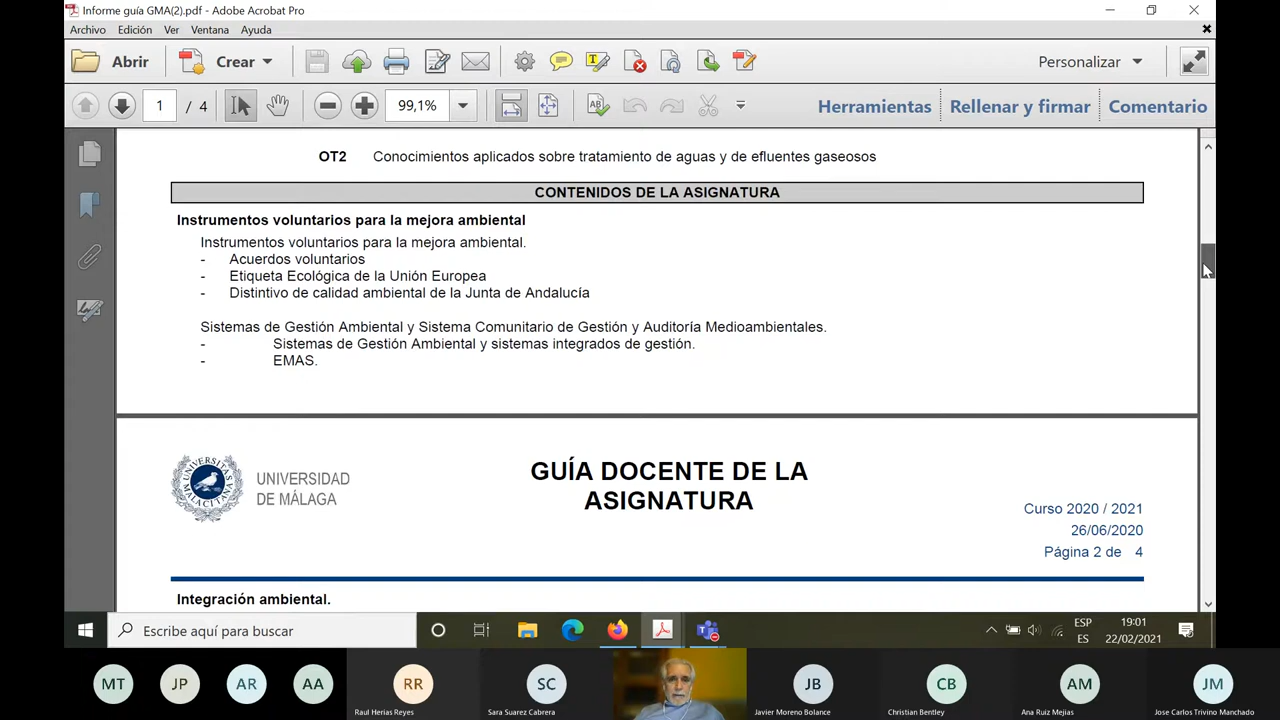 Informe guía GMA(2).pdf - Adobe Acrobat Pro
Archivo Edición Ver Ventana Ayuda
Abrir Crear Personalizar
1 / 4 99,1% Herramientas Rellenar y firmar Comentario
OT2 Conocimientos aplicados sobre tratamiento de aguas y de efluentes gaseosos
CONTENIDOS DE LA ASIGNATURA
Instrumentos voluntarios para la mejora ambiental
Instrumentos voluntarios para la mejora ambiental.
- Acuerdos voluntarios
- Etiqueta Ecológica de la Unión Europea
- Distintivo de calidad ambiental de la Junta de Andalucía
Sistemas de Gestión Ambiental y Sistema Comunitario de Gestión y Auditoría Medioambientales.
- Sistemas de Gestión Ambiental y sistemas integrados de gestión.
- EMAS.
UNIVERSIDAD
DE MÁLAGA
GUÍA DOCENTE DE LA
ASIGNATURA
Curso 2020 / 2021
26/06/2020
Página 2 de 4
Integración ambiental.
Escribe aquí para buscar
ESP
ES
19:01
22/02/2021
MT JP AR AA RR SC JB CB AM JM
Raul Herias Reyes Sara Suarez Cabrera Javier Moreno Bolance Christian Bentley Ana Ruiz Mejias Jose Carlos Trivino Manchado